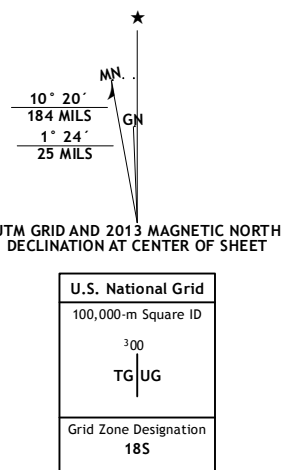 ★
MN
10° 20´
184 MILS
GN
1° 24´
25 MILS
UTM GRID AND 2013 MAGNETIC NORTH
DECLINATION AT CENTER OF SHEET
U.S. National Grid
100,000-m Square ID
³00
TG UG
Grid Zone Designation
18S